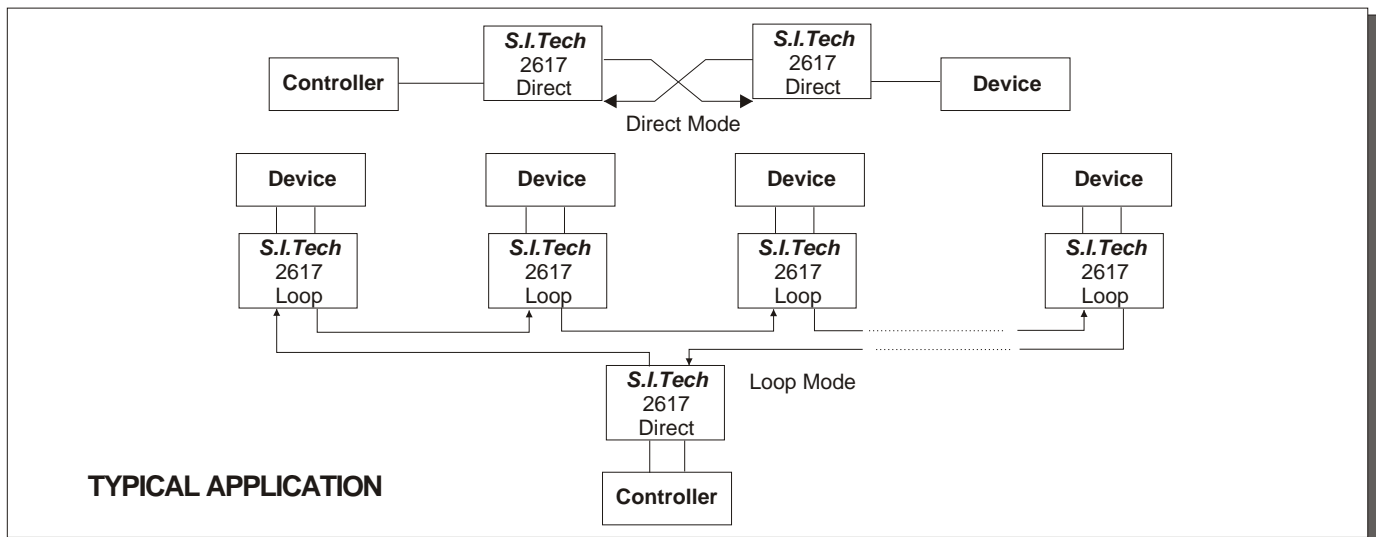 S.I.Tech
2617
Direct
S.I.Tech
2617
Direct
Controller
Device
Direct Mode
Device
Device
Device
Device
S.I.Tech
2617
Loop
S.I.Tech
2617
Loop
S.I.Tech
2617
Loop
S.I.Tech
2617
Loop
S.I.Tech
2617
Direct
Loop Mode
TYPICAL APPLICATION
Controller